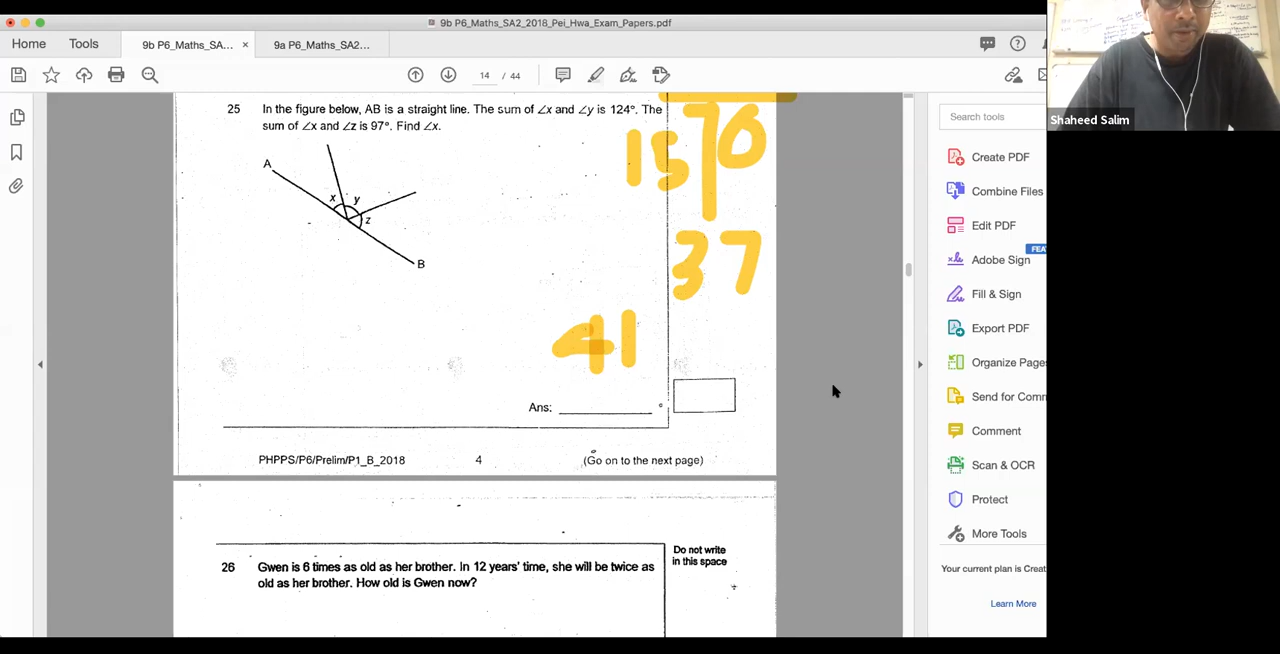 9b P6_Maths_SA2_2018_Pei_Hwa_Exam_Papers.pdf
Home Tools 9b P6_Maths_SA... × 9a P6_Maths_SA2...
14 / 44
Shaheed Salim
25 In the figure below, AB is a straight line. The sum of ∠x and ∠y is 124°. The
sum of ∠x and ∠z is 97°. Find ∠x.
A
x y
z
B
1576
37
41
Ans: ____________ °
PHPPS/P6/Prelim/P1_B_2018 4 (Go on to the next page)
26 Gwen is 6 times as old as her brother. In 12 years' time, she will be twice as
old as her brother. How old is Gwen now?
Do not write
in this space
Search tools
Create PDF
Combine Files
Edit PDF
FEA
Adobe Sign
Fill & Sign
Export PDF
Organize Pages
Send for Comm
Comment
Scan & OCR
Protect
More Tools
Your current plan is Creat
Learn More